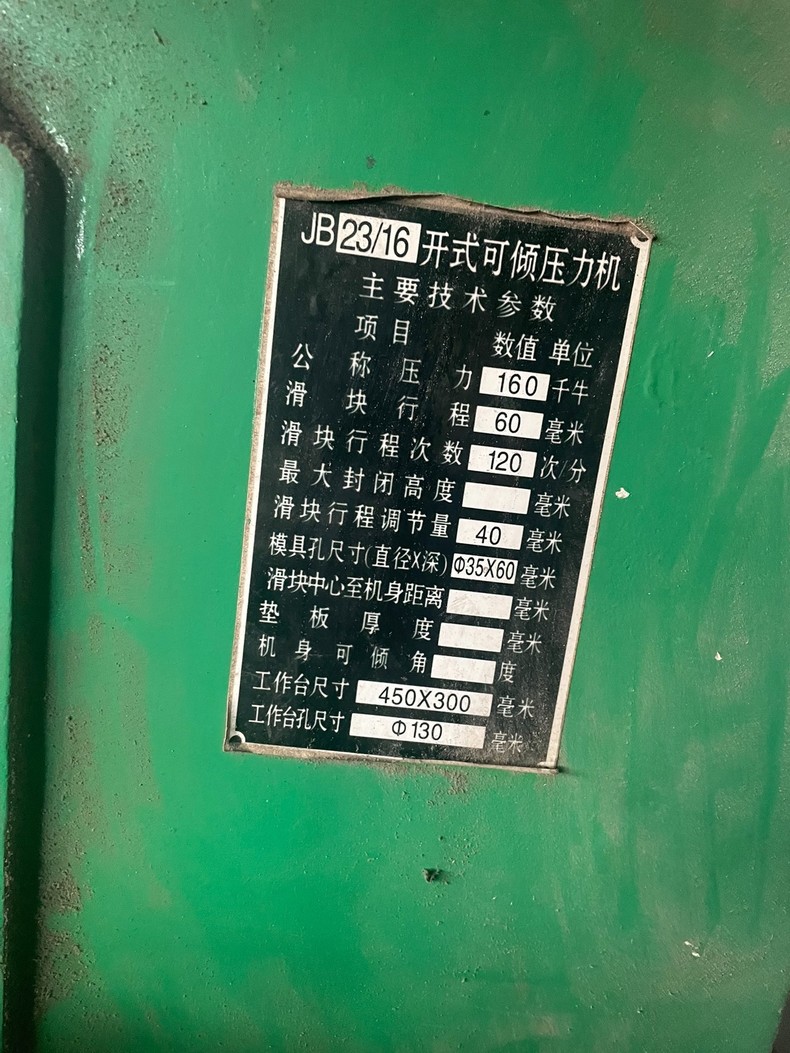 JB 23/16 开式可倾压力机
主要技术参数
项目 数值 单位
公称压力 160 千牛
滑块行程 60 毫米
滑块行程次数 120 次/分
最大封闭高度 毫米
滑块行程调节量 40 毫米
模具孔尺寸(直径X深) Φ35X60 毫米
滑块中心至机身距离 毫米
垫板厚度 毫米
机身可倾角 度
工作台尺寸 450X300 毫米
工作台孔尺寸 Φ130 毫米